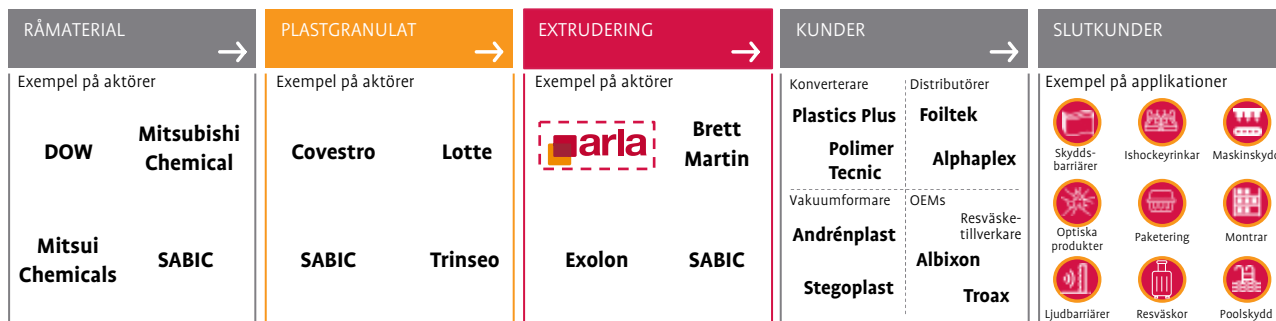 RÅMATERIAL
PLASTGRANULAT
EXTRUDERING
KUNDER
SLUTKUNDER
Exempel på aktörer
DOW
Mitsubishi
Chemical
Mitsui
Chemicals
SABIC
Exempel på aktörer
Covestro
Lotte
SABIC
Trinseo
Exempel på aktörer
arla
Brett
Martin
Exolon
SABIC
Konverterare
Plastics Plus
Polimer
Tecnic
Distributörer
Foiltek
Alphaplex
Vakuumformare
Andrénplast
Stegoplast
OEMs
Resväske-
tillverkare
Albixon
Troax
Exempel på applikationer
Skydds-
barriärer
Ishockeyrinkar
Maskinskydd
Optiska
produkter
Paketering
Montrar
Ljudbarriärer
Resväskor
Poolskydd